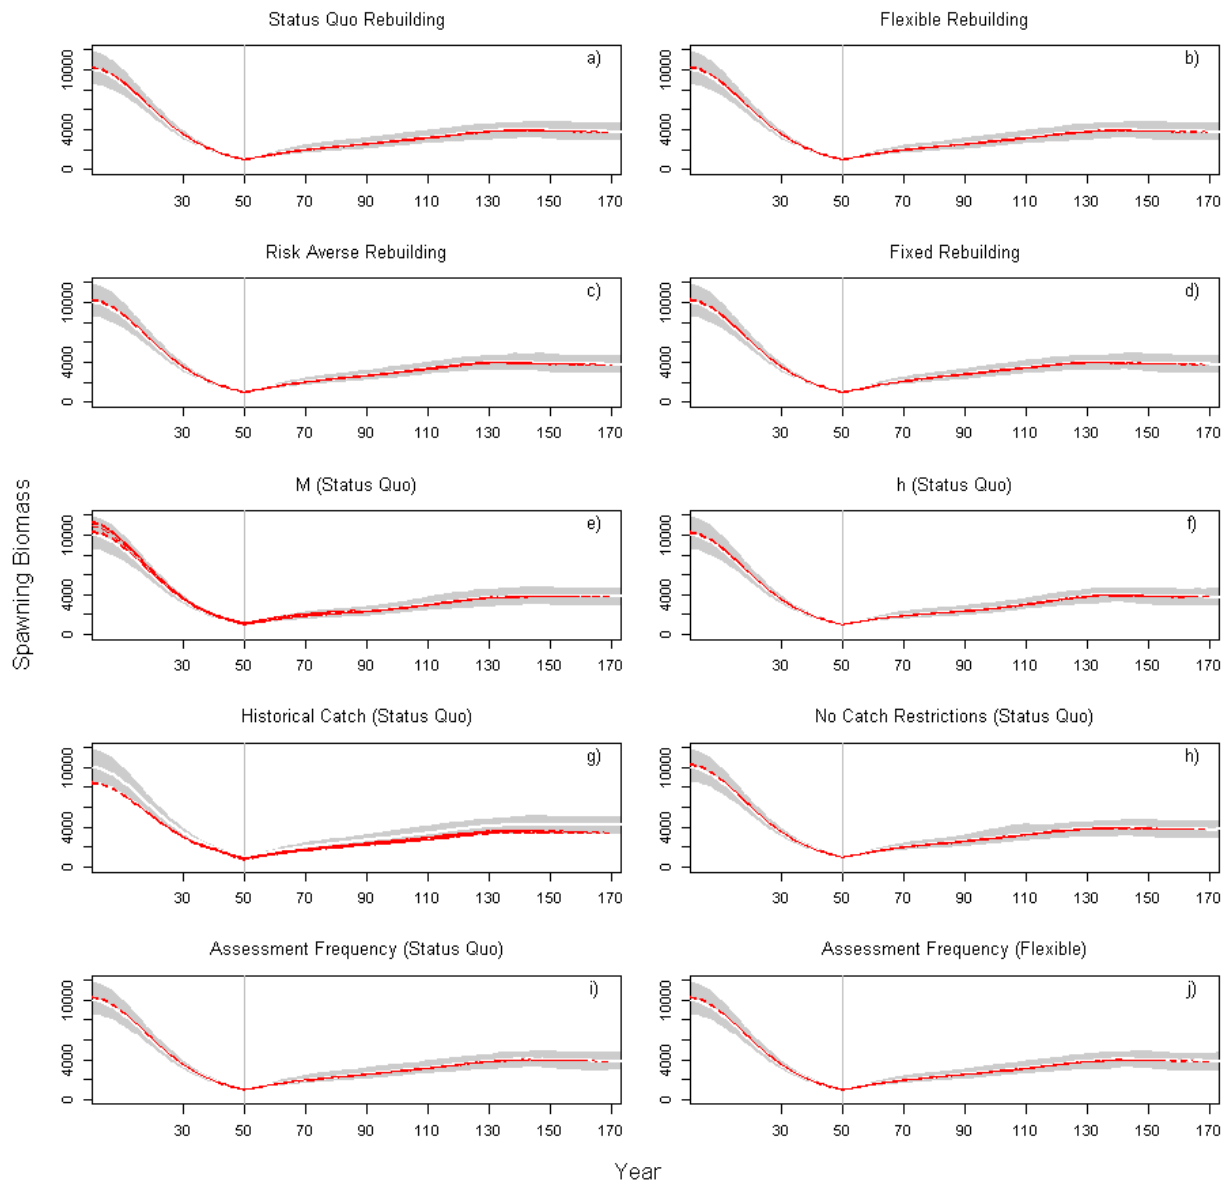 Status Quo Rebuilding
Flexible Rebuilding
a)
b)
0 4000 10000
0 4000 10000
30 50 70 90 110 130 150 170
30 50 70 90 110 130 150 170
Risk Averse Rebuilding
Fixed Rebuilding
c)
d)
0 4000 10000
0 4000 10000
30 50 70 90 110 130 150 170
30 50 70 90 110 130 150 170
M (Status Quo)
h (Status Quo)
e)
f)
0 4000 10000
0 4000 10000
30 50 70 90 110 130 150 170
30 50 70 90 110 130 150 170
Spawning Biomass
Historical Catch (Status Quo)
No Catch Restrictions (Status Quo)
g)
h)
0 4000 10000
0 4000 10000
30 50 70 90 110 130 150 170
30 50 70 90 110 130 150 170
Assessment Frequency (Status Quo)
Assessment Frequency (Flexible)
i)
j)
0 4000 10000
0 4000 10000
30 50 70 90 110 130 150 170
30 50 70 90 110 130 150 170
Year